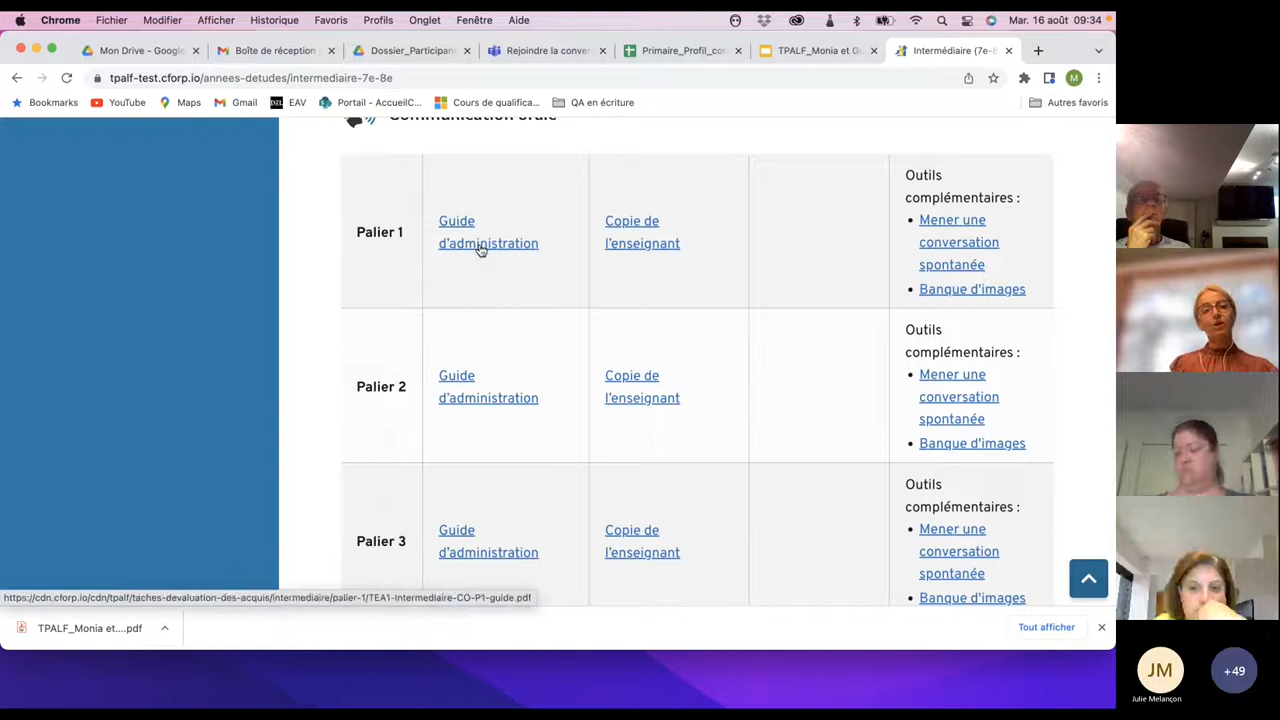 Chrome Fichier Modifier Afficher Historique Favoris Profils Onglet Fenêtre Aide Mar. 16 août 09:34
Mon Drive - Google Boîte de réception Dossier_Participan Rejoindre la conver Primaire_Profil_con TPALF_Monia et G Intermédiaire (7e-8
tpalf-test.cforp.io/annees-detudes/intermediaire-7e-8e M
Bookmarks YouTube Maps Gmail D2L EAV Portail - AccueilC... Cours de qualifica... QA en écriture Autres favoris
Communication orale
Palier 1
Guide
d'administration
Copie de
l'enseignant
Outils
complémentaires :
• Mener une
conversation
spontanée
• Banque d'images
Palier 2
Guide
d'administration
Copie de
l'enseignant
Outils
complémentaires :
• Mener une
conversation
spontanée
• Banque d'images
Palier 3
Guide
d'administration
Copie de
l'enseignant
Outils
complémentaires :
• Mener une
conversation
spontanée
• Banque d'images
https://cdn.cforp.io/cdn/tpalf/taches-devaluation-des-acquis/intermediaire/palier-1/TEA1-Intermediaire-CO-P1-guide.pdf
TPALF_Monia et....pdf
Tout afficher
JM
Julie Melançon
+49